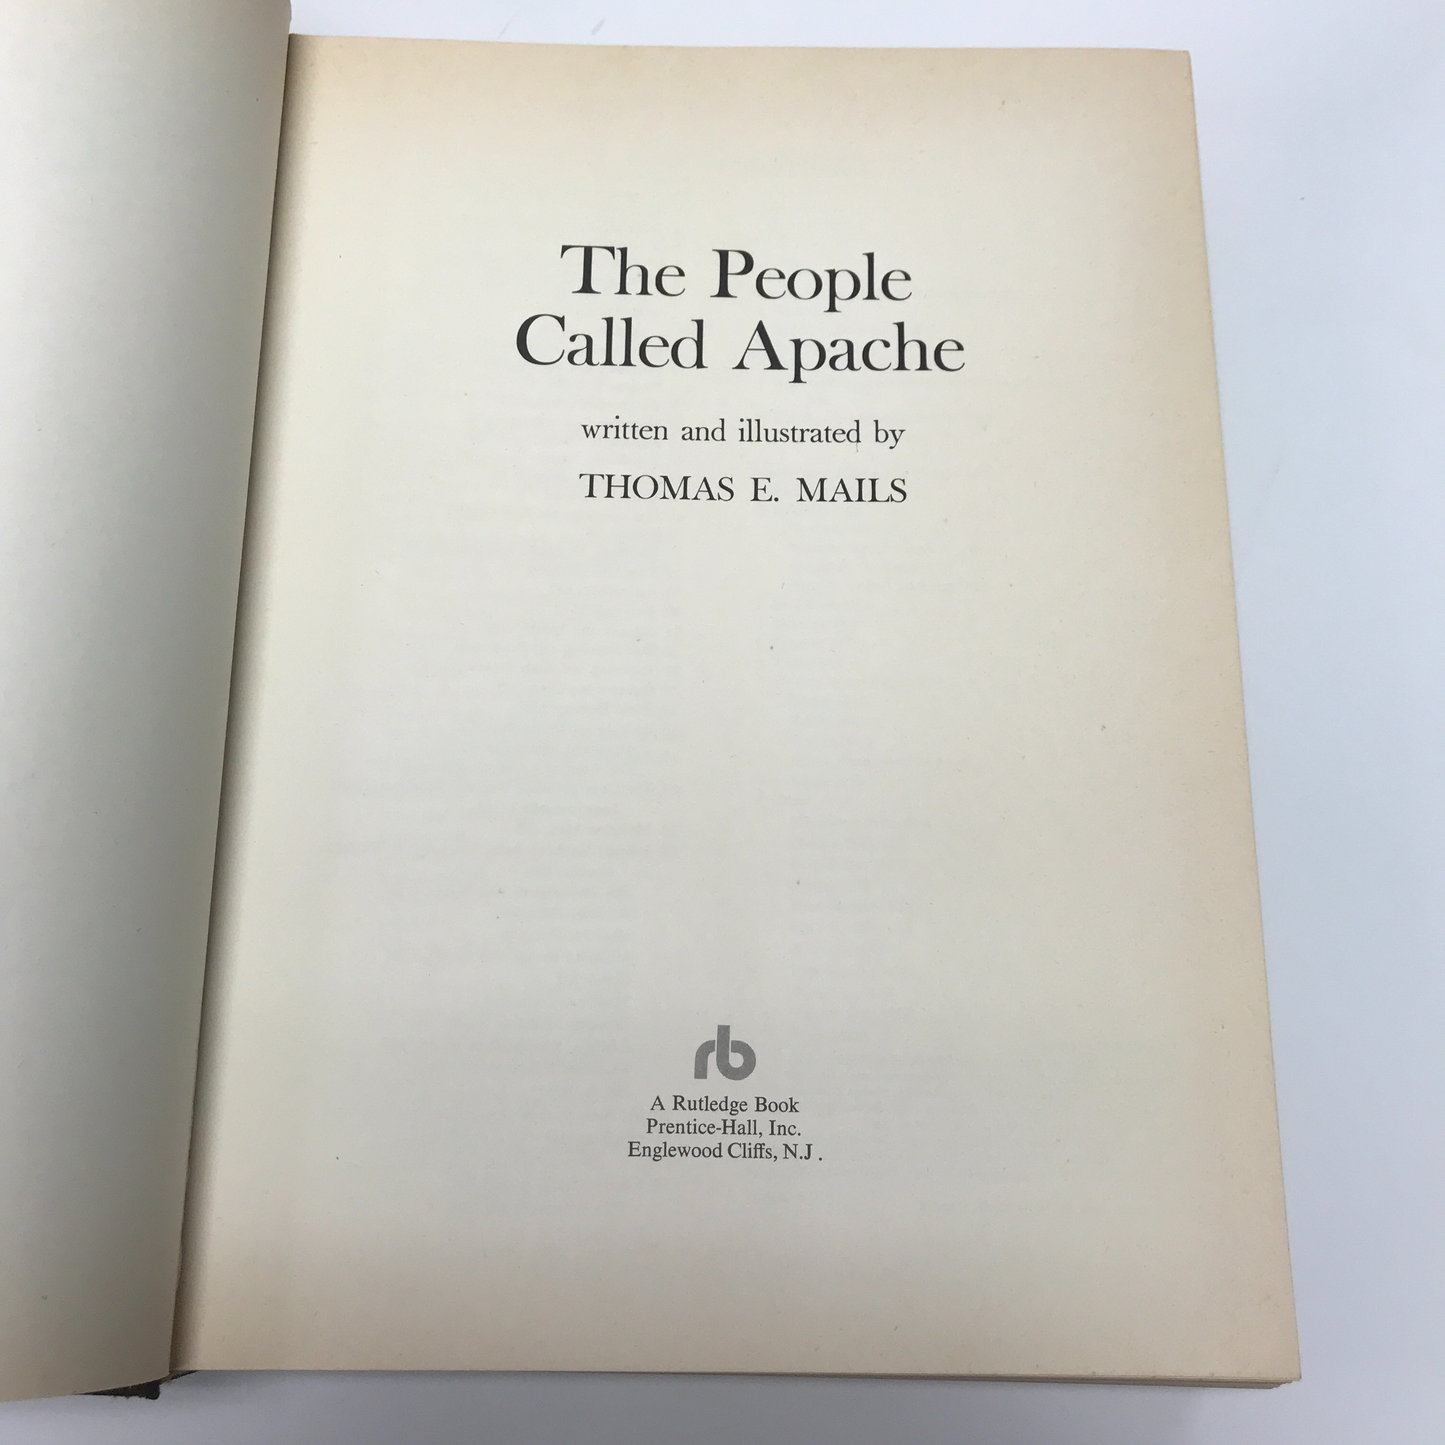 The People
Called Apache
written and illustrated by
THOMAS E. MAILS
rb
A Rutledge Book
Prentice-Hall, Inc.
Englewood Cliffs, N.J.